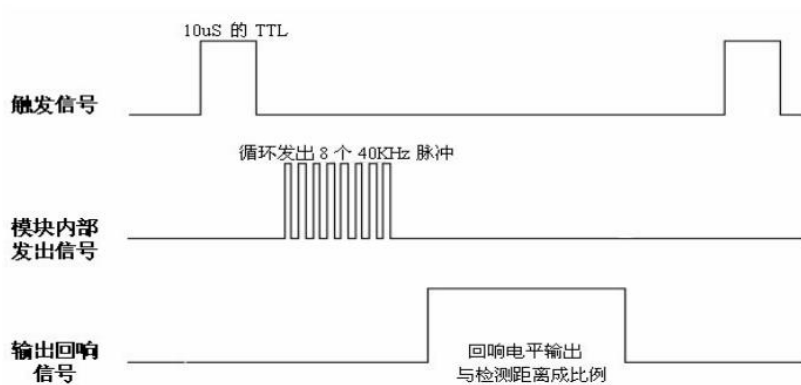 10uS 的 TTL
触发信号
循环发出 8 个 40KHz 脉冲
模块内部
发出信号
输出回响
信号
回响电平输出
与检测距离成比例